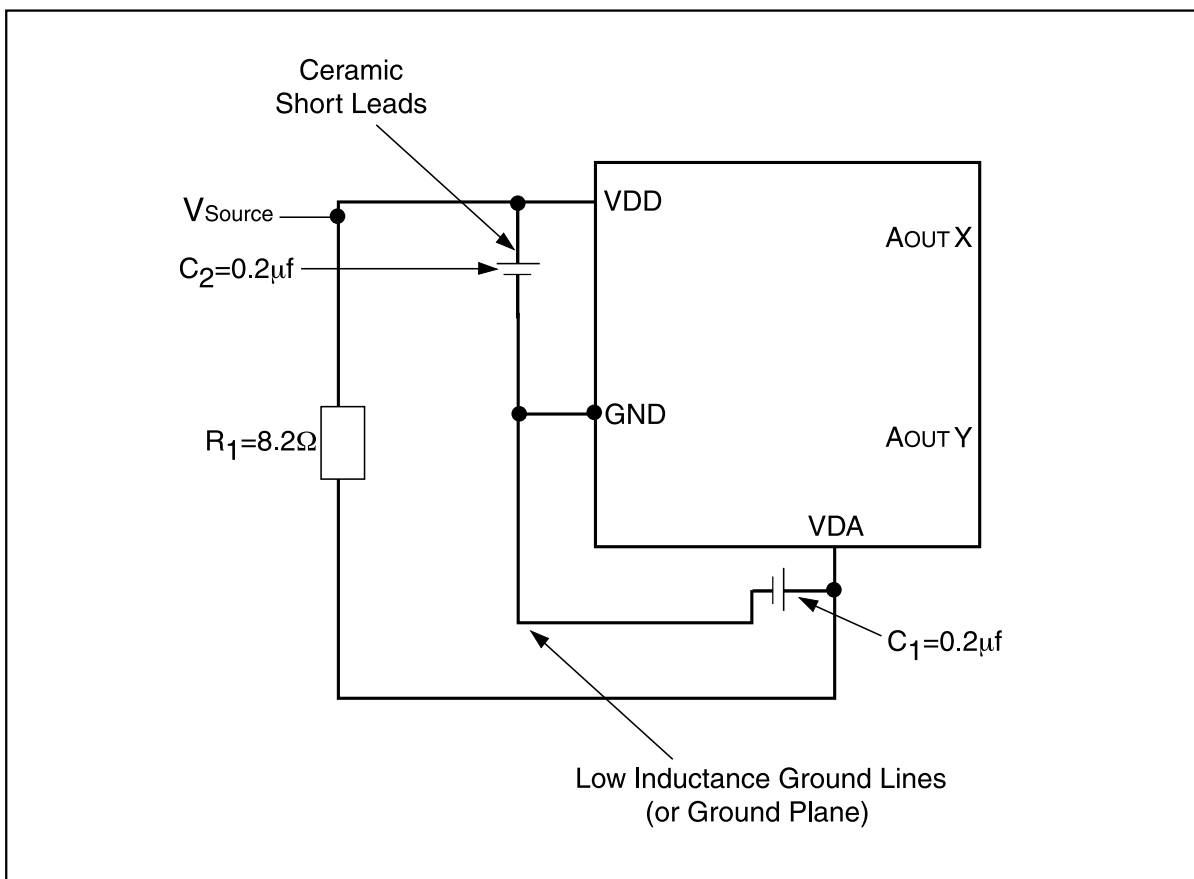 Ceramic
Short Leads
VSource
VDD
AOUT X
C2=0.2μf
GND
R1=8.2Ω
AOUT Y
VDA
C1=0.2μf
Low Inductance Ground Lines
(or Ground Plane)